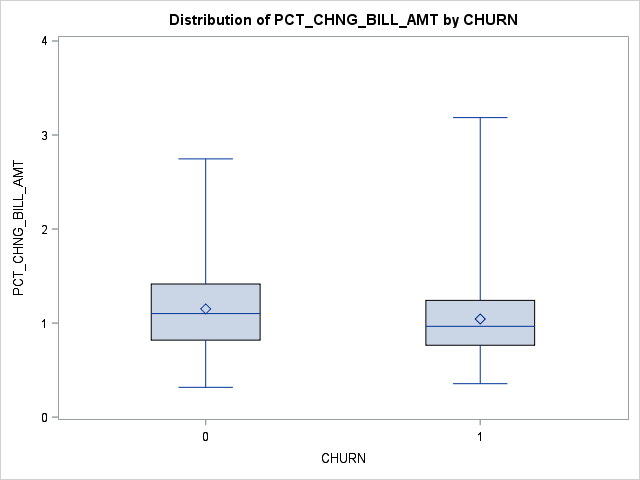 Distribution of PCT_CHNG_BILL_AMT by CHURN
4
3
2
1
0
PCT_CHNG_BILL_AMT
0
1
CHURN